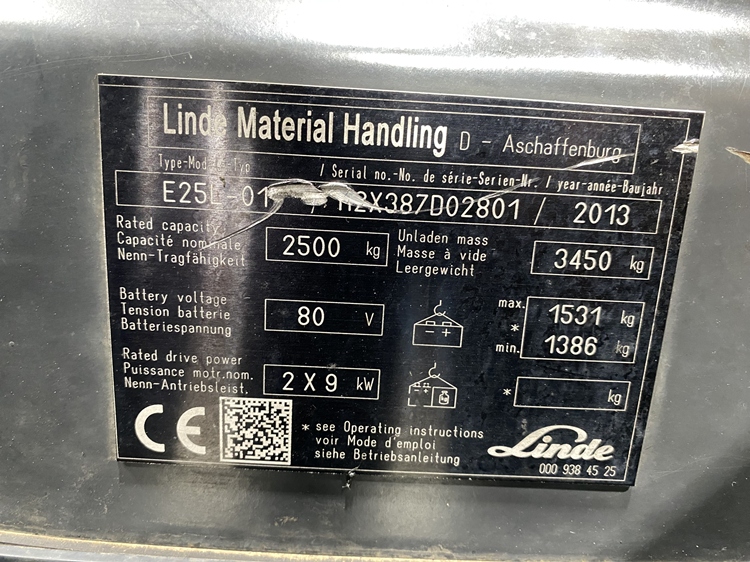 Linde Material Handling D - Aschaffenburg
/ Serial no.-No. de série-Serien-Nr. / year-année-Baujahr
E25L-01 / H2X387D02801 / 2013
Rated capacity
Capacité nominale
Nenn-Tragfähigkeit
2500 kg
Unladen mass
Masse à vide
Leergewicht
3450 kg
Battery voltage
Tension batterie
Batteriespannung
80 V
- +
max. 1531 kg
*
min. 1386 kg
Rated drive power
Puissance motr.nom.
Nenn-Antriebsleist.
2 X 9 kW
* kg
CE
* see Operating instructions
voir Mode d'emploi
siehe Betriebsanleitung
Linde
000 938 45 25